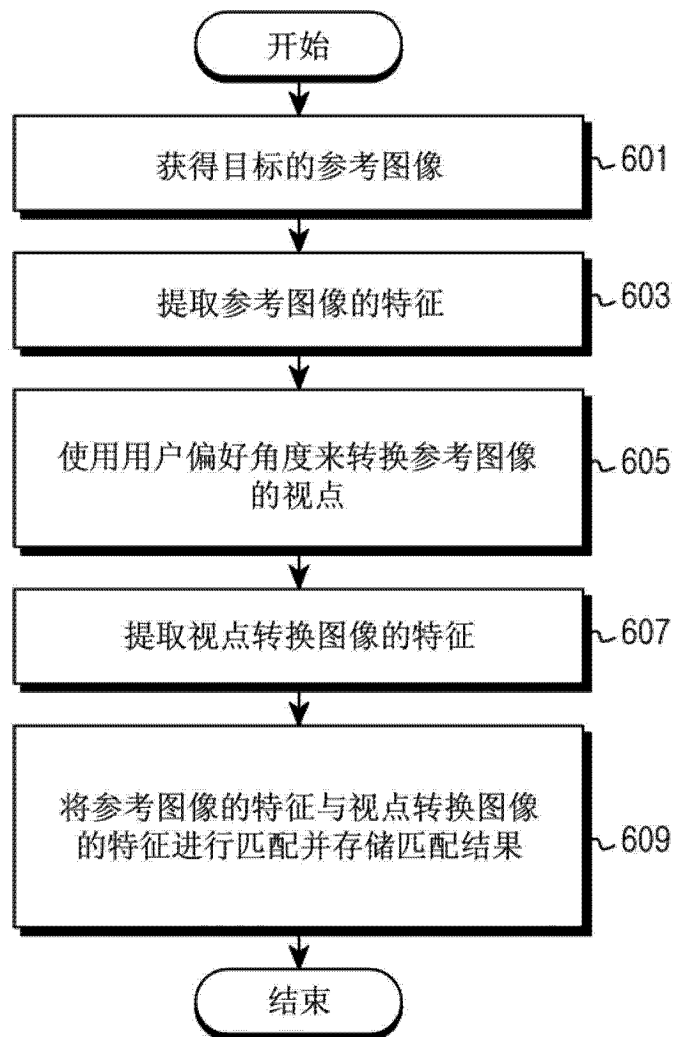 开始
获得目标的参考图像
601
提取参考图像的特征
603
使用用户偏好角度来转换参考图像
的视点
605
提取视点转换图像的特征
607
将参考图像的特征与视点转换图像
的特征进行匹配并存储匹配结果
609
结束